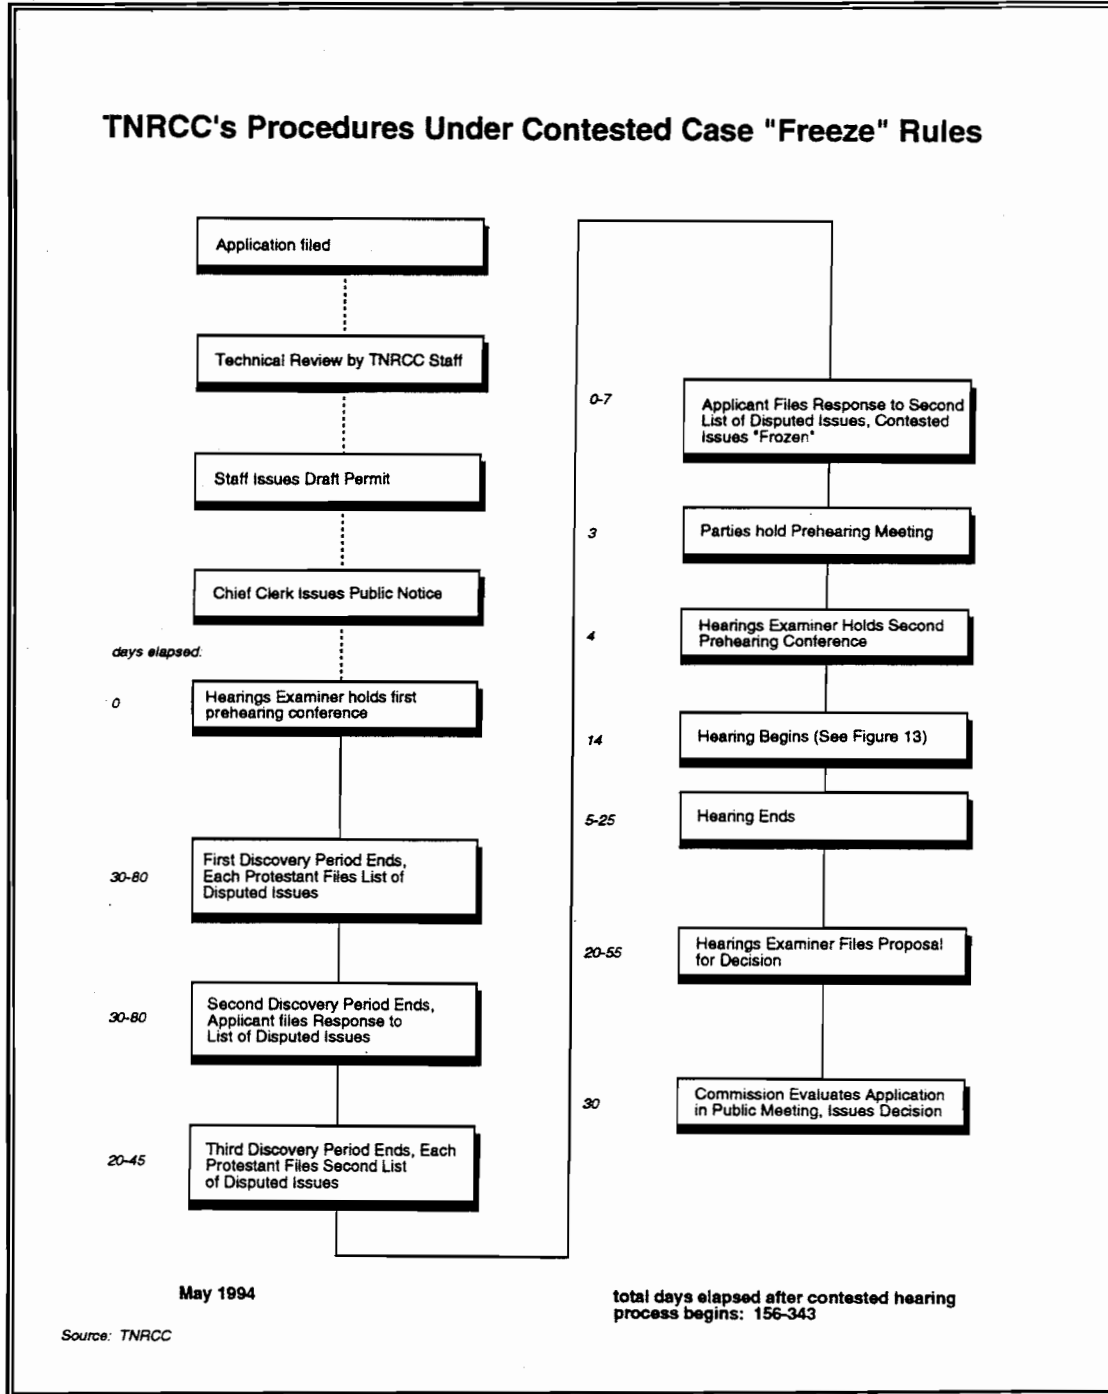 TNRCC's Procedures Under Contested Case "Freeze" Rules
Application filed
Technical Review by TNRCC Staff
Staff Issues Draft Permit
Chief Clerk Issues Public Notice
days elapsed:
0
Hearings Examiner holds first
prehearing conference
30-80
First Discovery Period Ends,
Each Protestant Files List of
Disputed Issues
30-80
Second Discovery Period Ends,
Applicant files Response to
List of Disputed Issues
20-45
Third Discovery Period Ends, Each
Protestant Files Second List
of Disputed Issues
0-7
Applicant Files Response to Second
List of Disputed Issues, Contested
Issues "Frozen"
3
Parties hold Prehearing Meeting
4
Hearings Examiner Holds Second
Prehearing Conference
14
Hearing Begins (See Figure 13)
5-25
Hearing Ends
20-55
Hearings Examiner Files Proposal
for Decision
30
Commission Evaluates Application
in Public Meeting, Issues Decision
May 1994
total days elapsed after contested hearing
process begins: 156-343
Source: TNRCC